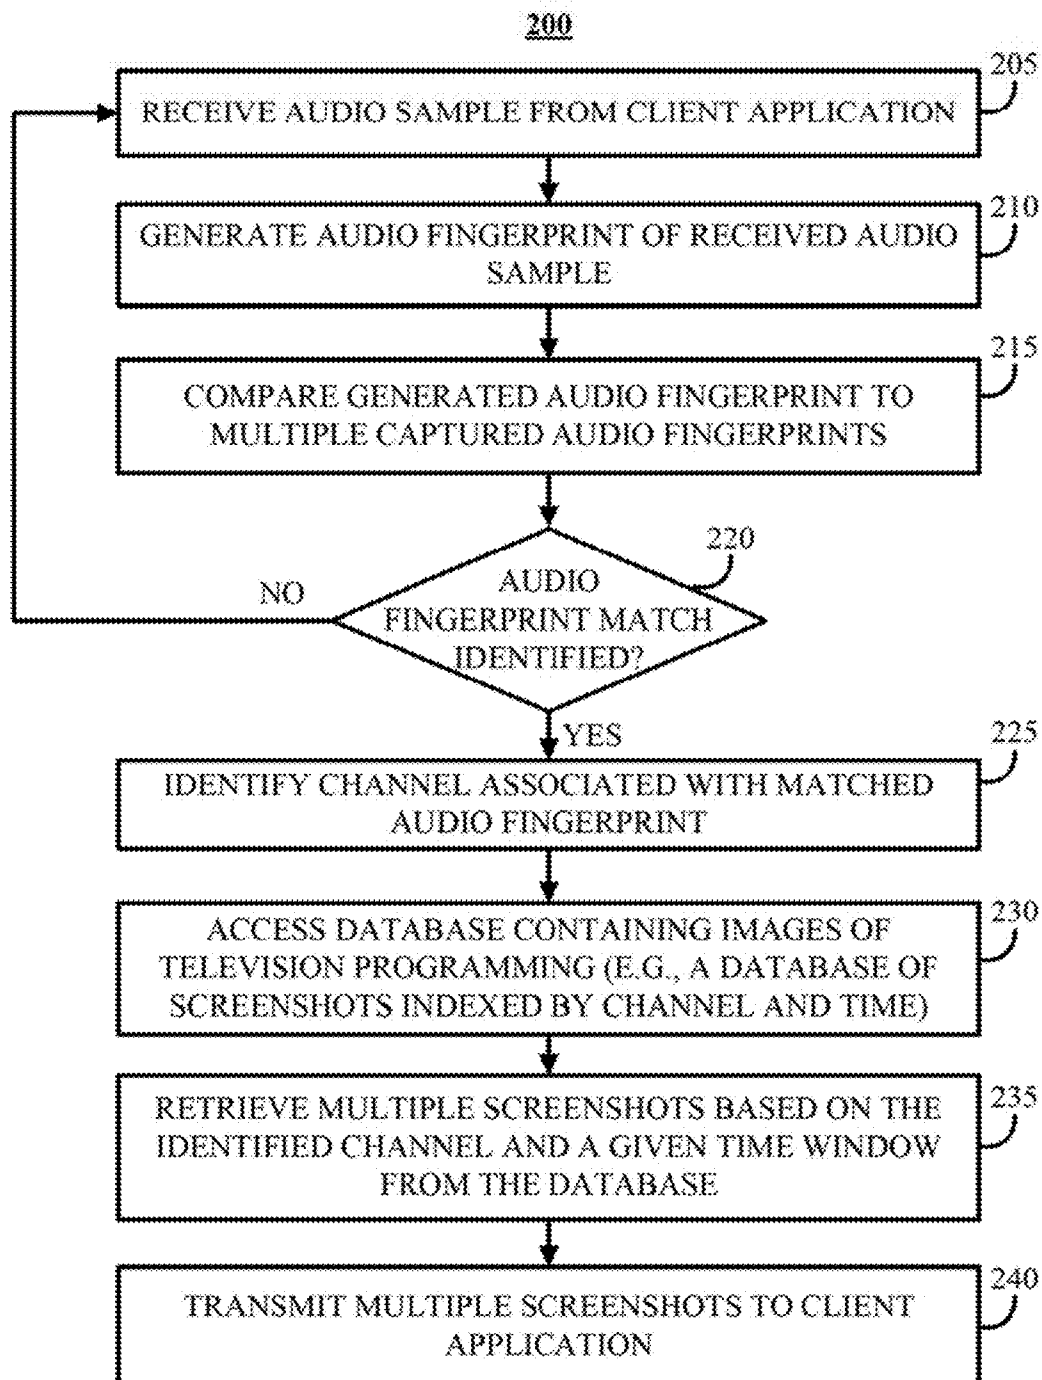 200
205
RECEIVE AUDIO SAMPLE FROM CLIENT APPLICATION
210
GENERATE AUDIO FINGERPRINT OF RECEIVED AUDIO
SAMPLE
215
COMPARE GENERATED AUDIO FINGERPRINT TO
MULTIPLE CAPTURED AUDIO FINGERPRINTS
220
AUDIO
FINGERPRINT MATCH
IDENTIFIED?
NO
YES
225
IDENTIFY CHANNEL ASSOCIATED WITH MATCHED
AUDIO FINGERPRINT
230
ACCESS DATABASE CONTAINING IMAGES OF
TELEVISION PROGRAMMING (E.G., A DATABASE OF
SCREENSHOTS INDEXED BY CHANNEL AND TIME)
235
RETRIEVE MULTIPLE SCREENSHOTS BASED ON THE
IDENTIFIED CHANNEL AND A GIVEN TIME WINDOW
FROM THE DATABASE
240
TRANSMIT MULTIPLE SCREENSHOTS TO CLIENT
APPLICATION